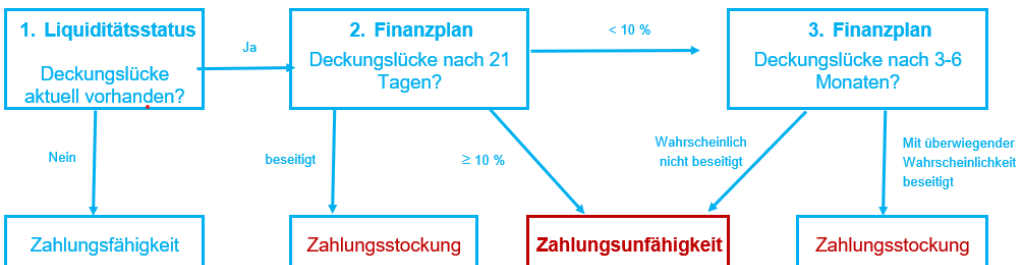 1. Liquiditätsstatus
Deckungslücke
aktuell vorhanden?
Ja
2. Finanzplan
Deckungslücke nach 21
Tagen?
< 10 %
3. Finanzplan
Deckungslücke nach 3-6
Monaten?
Nein
beseitigt
≥ 10 %
Wahrscheinlich
nicht beseitigt
Mit überwiegender
Wahrscheinlichkeit
beseitigt
Zahlungsfähigkeit
Zahlungsstockung
Zahlungsunfähigkeit
Zahlungsstockung